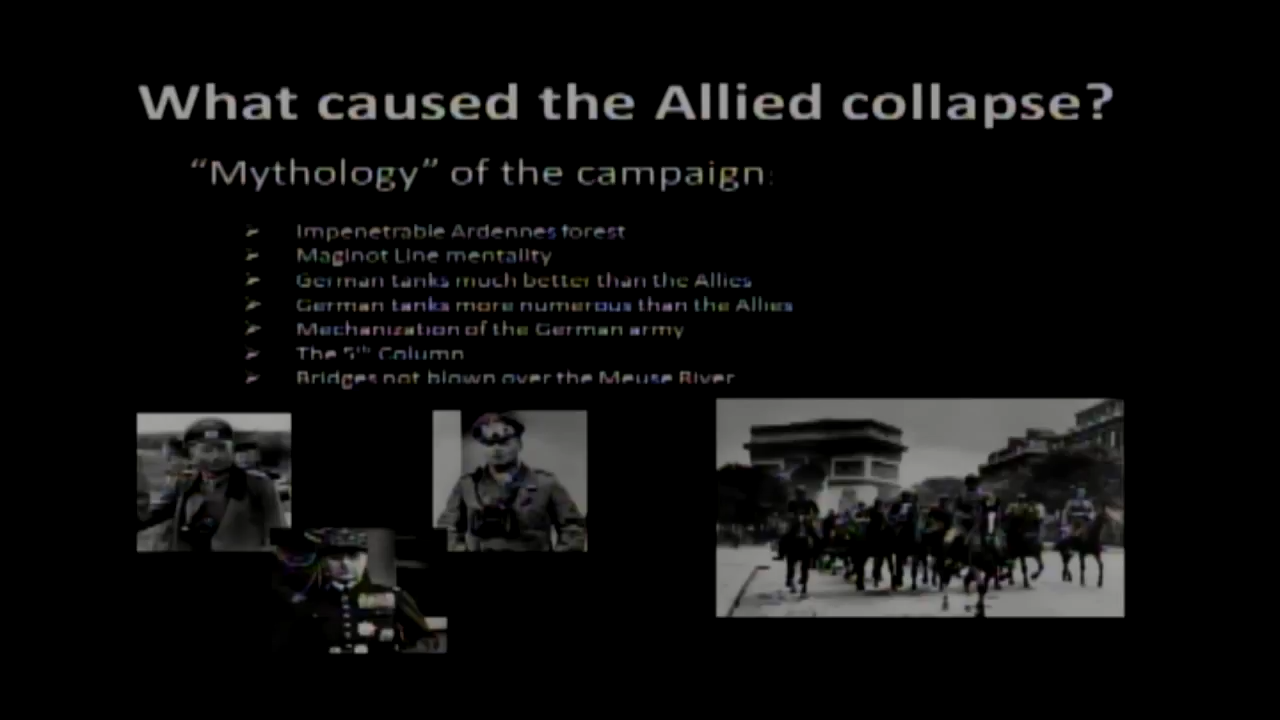 What caused the Allied collapse?
“Mythology” of the campaign:
➢ Impenetrable Ardennes forest
➢ Maginot Line mentality
➢ German tanks much better than the Allies
➢ German tanks more numerous than the Allies
➢ Mechanization of the German army
➢ The 5th Column
➢ Bridges not blown over the Meuse River